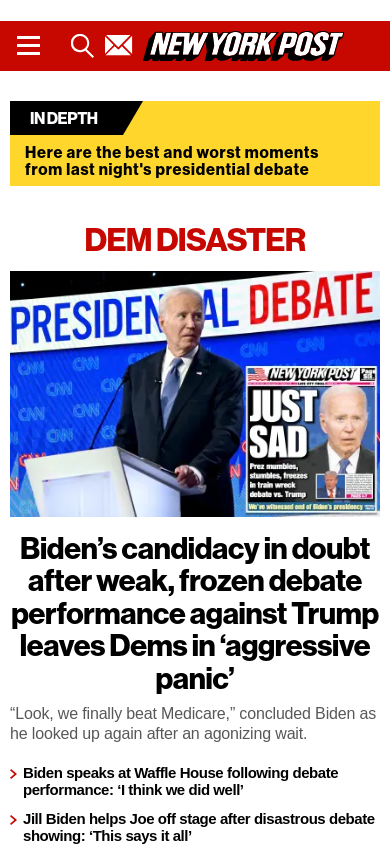 NEW YORK POST
IN DEPTH
Here are the best and worst moments
from last night's presidential debate
DEM DISASTER
PRESIDENTIAL DEBATE
CNN
NEW YORK POST
JUST
SAD
Prez mumbles,
stumbles, freezes
in train wreck
debate vs. Trump
We've witnessed end of Biden's presidency
Biden’s candidacy in doubt
after weak, frozen debate
performance against Trump
leaves Dems in ‘aggressive
panic’
“Look, we finally beat Medicare,” concluded Biden as
he looked up again after an agonizing wait.
Biden speaks at Waffle House following debate
performance: ‘I think we did well’
Jill Biden helps Joe off stage after disastrous debate
showing: ‘This says it all’